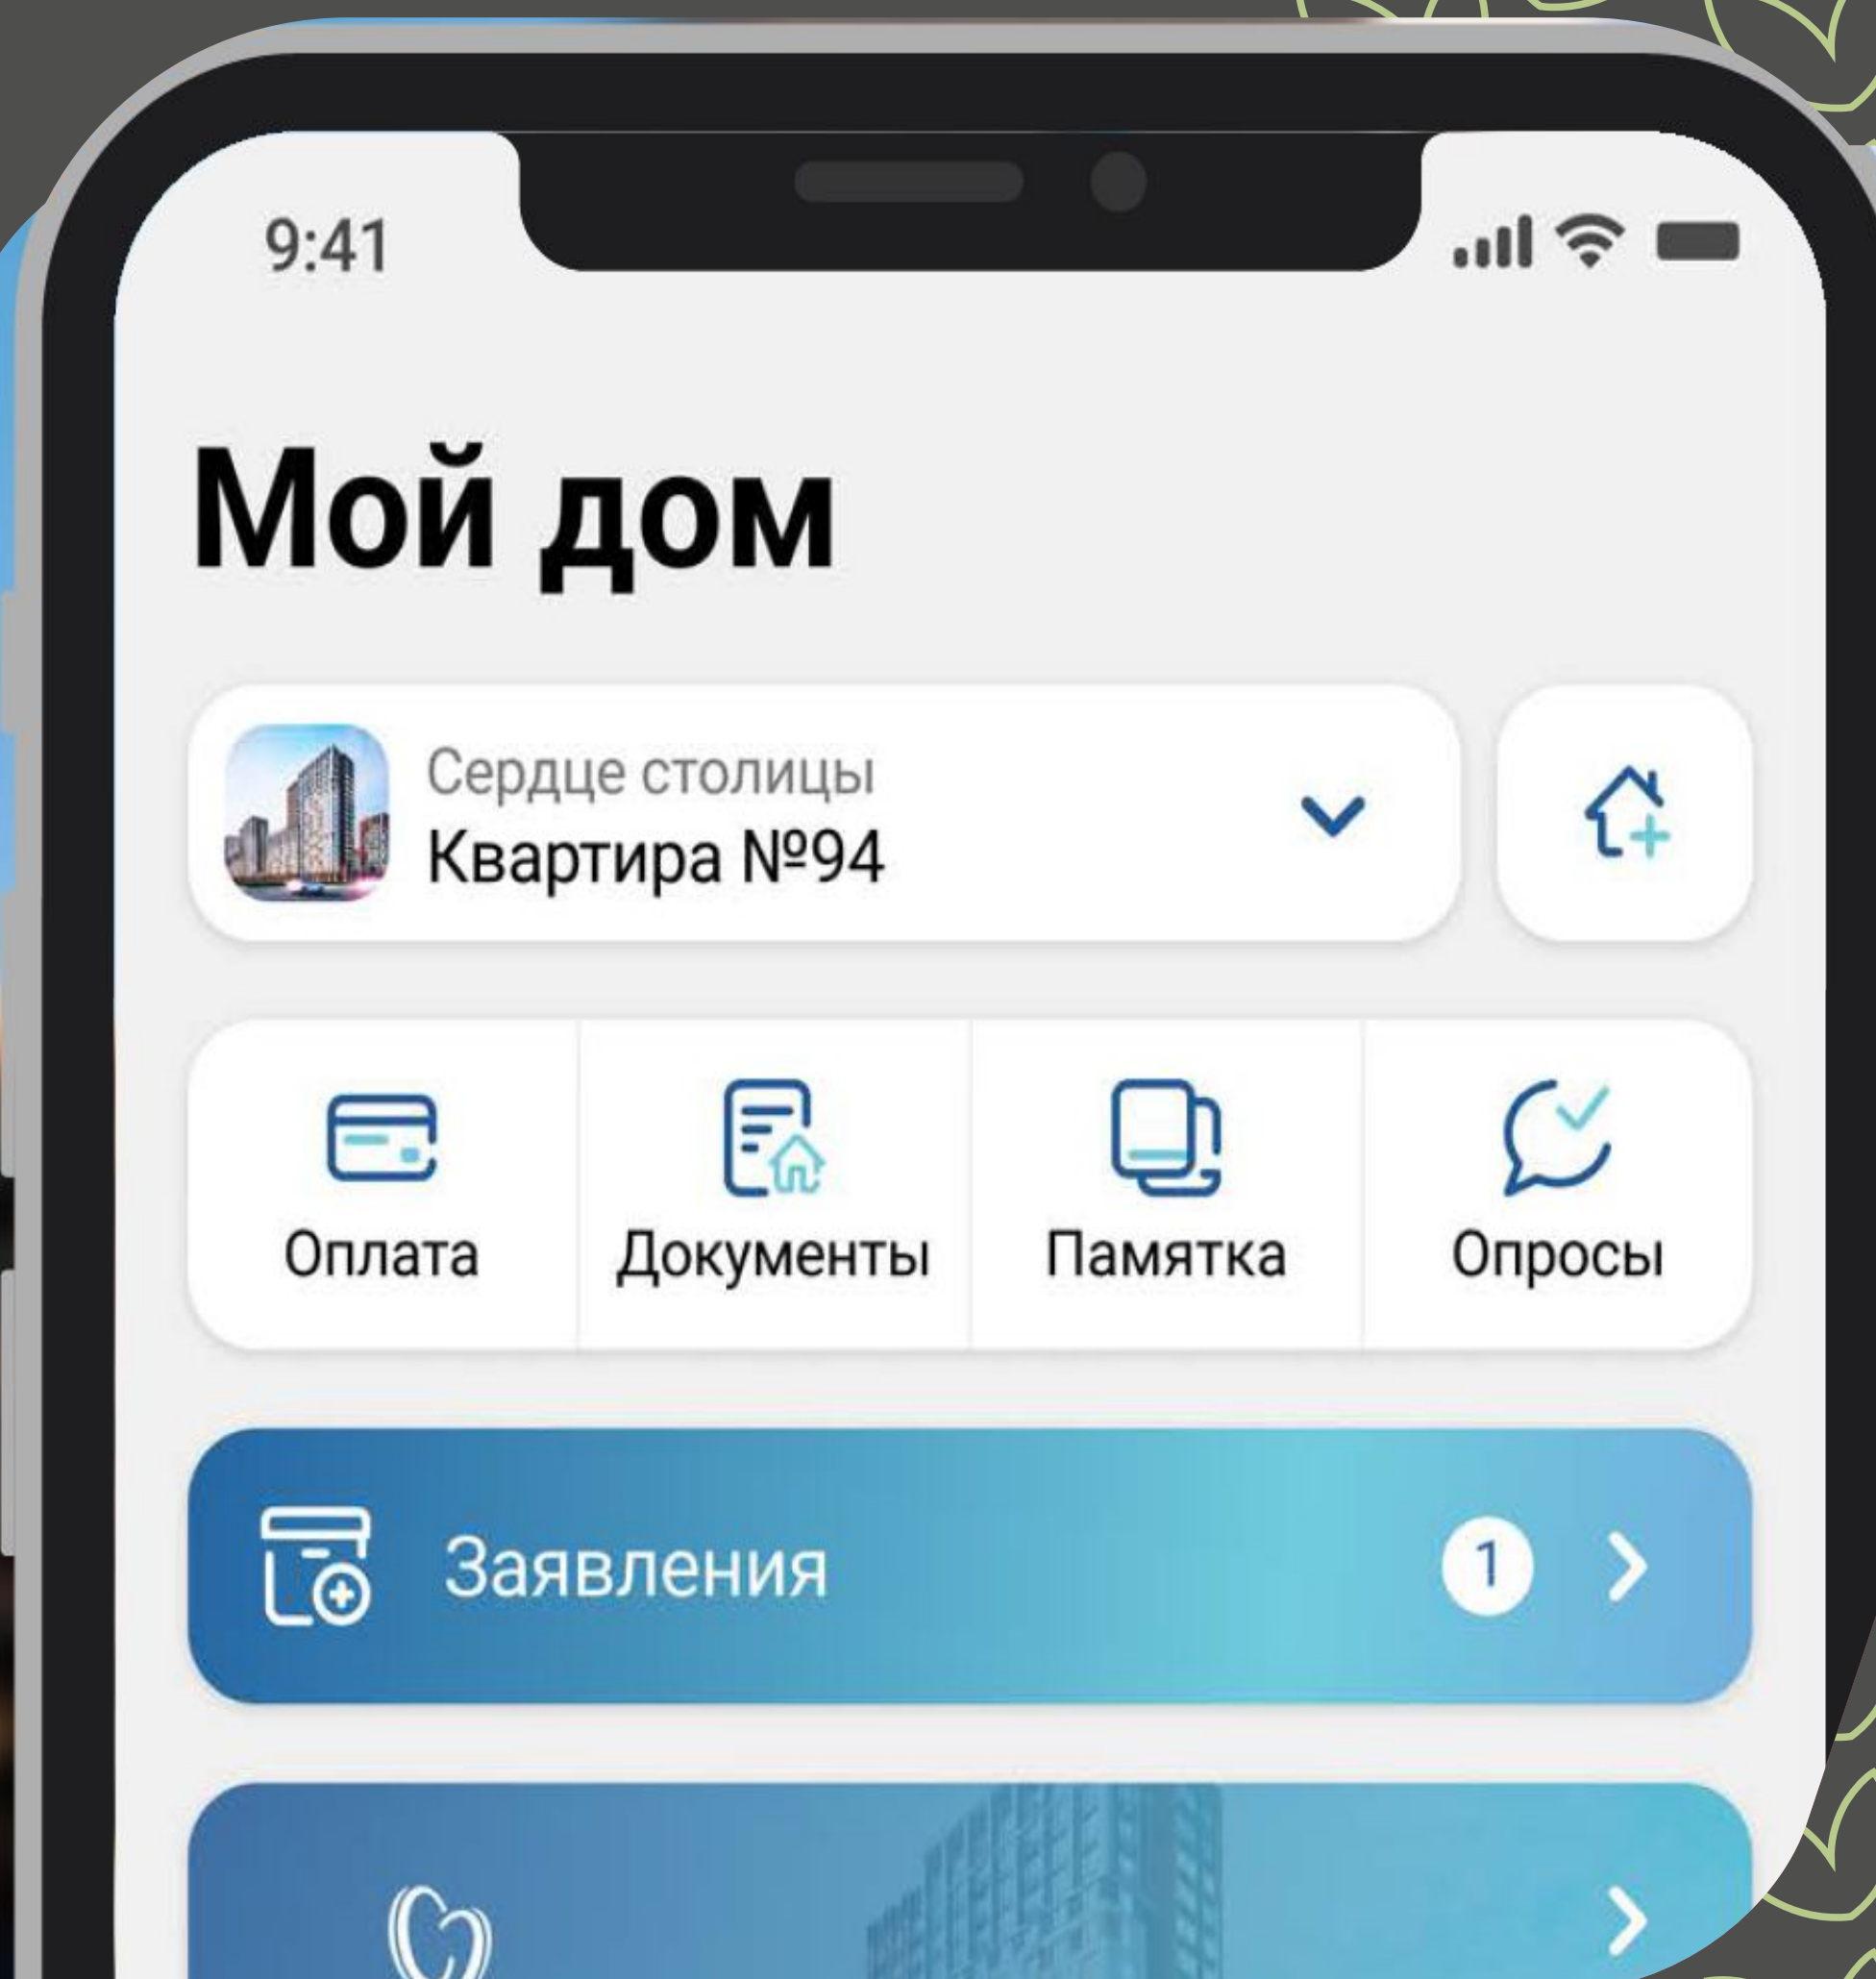 9:41
Мой дом
Сердце столицы
Квартира №94
Оплата
Документы
Памятка
Опросы
Заявления
1